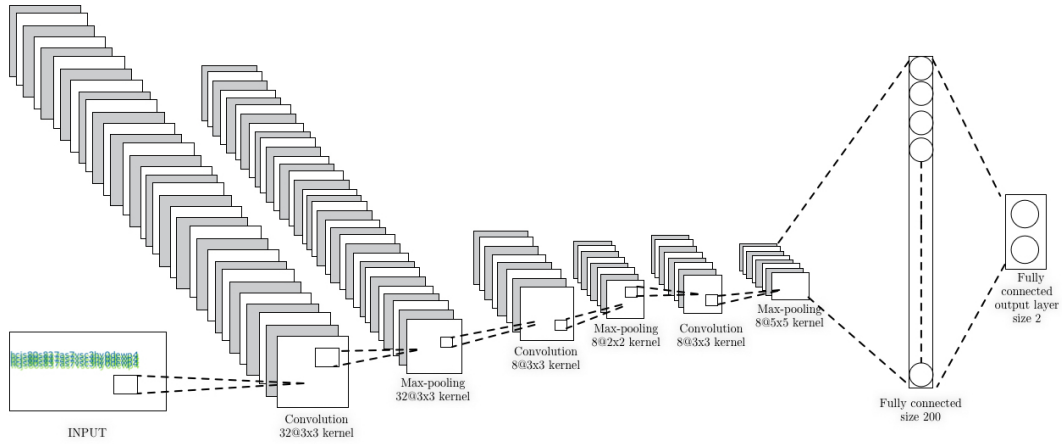 INPUT
Convolution
32@3x3 kernel
Max-pooling
32@3x3 kernel
Convolution
8@3x3 kernel
Max-pooling
8@2x2 kernel
Convolution
8@3x3 kernel
Max-pooling
8@5x5 kernel
Fully connected
size 200
Fully
connected
output layer
size 2